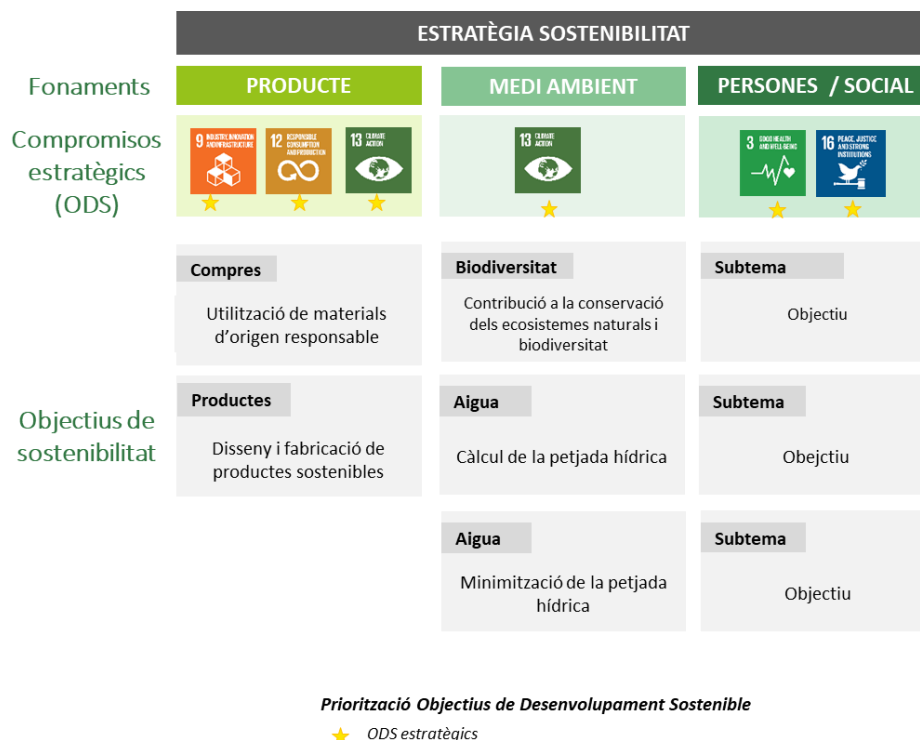 ESTRATÈGIA SOSTENIBILITAT
Fonaments
PRODUCTE
MEDI AMBIENT
PERSONES / SOCIAL
Compromisos
estratègics
(ODS)
9 INDUSTRY, INNOVATION
AND INFRASTRUCTURE
12 RESPONSIBLE
CONSUMPTION
AND PRODUCTION
13 CLIMATE
ACTION
13 CLIMATE
ACTION
3 GOOD HEALTH
AND WELL-BEING
16 PEACE, JUSTICE
AND STRONG
INSTITUTIONS
Objectius de
sostenibilitat
Compres
Utilització de materials
d’origen responsable
Biodiversitat
Contribució a la conservació
dels ecosistemes naturals i
biodiversitat
Subtema
Objectiu
Productes
Disseny i fabricació de
productes sostenibles
Aigua
Càlcul de la petjada hídrica
Subtema
Obejctiu
Aigua
Minimització de la petjada
hídrica
Subtema
Objectiu
Priorització Objectius de Desenvolupament Sostenible
ODS estratègics